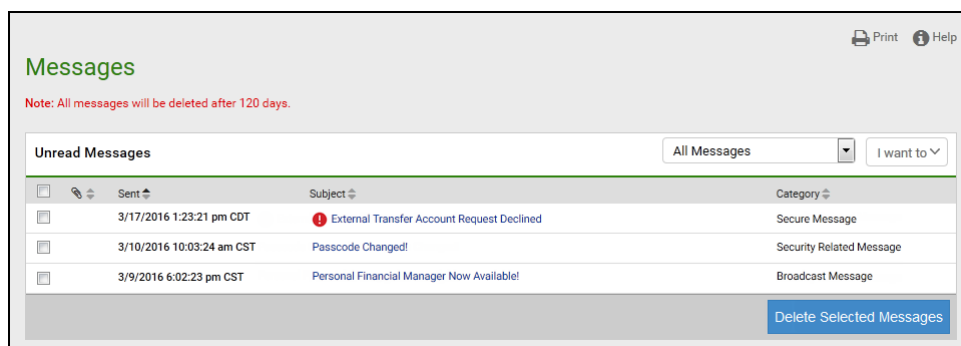 Print Help
Messages
Note: All messages will be deleted after 120 days.
Unread Messages All Messages I want to
Sent Subject Category
3/17/2016 1:23:21 pm CDT External Transfer Account Request Declined Secure Message
3/10/2016 10:03:24 am CST Passcode Changed! Security Related Message
3/9/2016 6:02:23 pm CST Personal Financial Manager Now Available! Broadcast Message
Delete Selected Messages